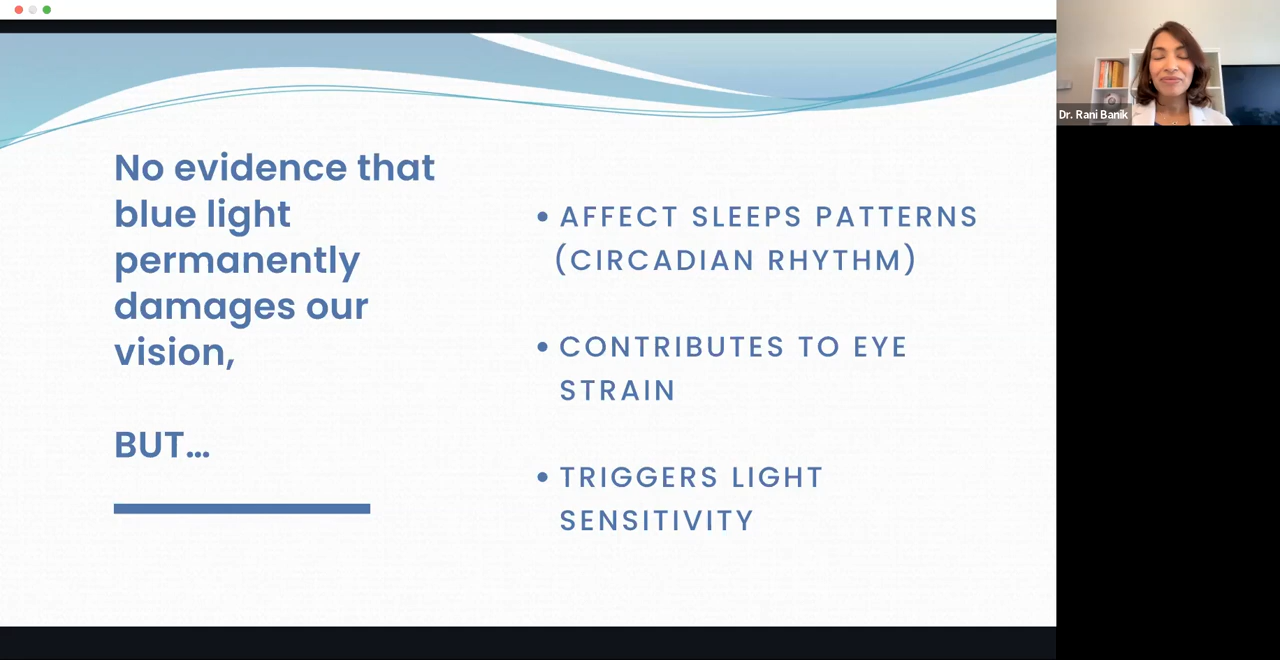 No evidence that
blue light
permanently
damages our
vision,
BUT...
• AFFECT SLEEPS PATTERNS
(CIRCADIAN RHYTHM)
• CONTRIBUTES TO EYE
STRAIN
• TRIGGERS LIGHT
SENSITIVITY
Dr. Rani Banik